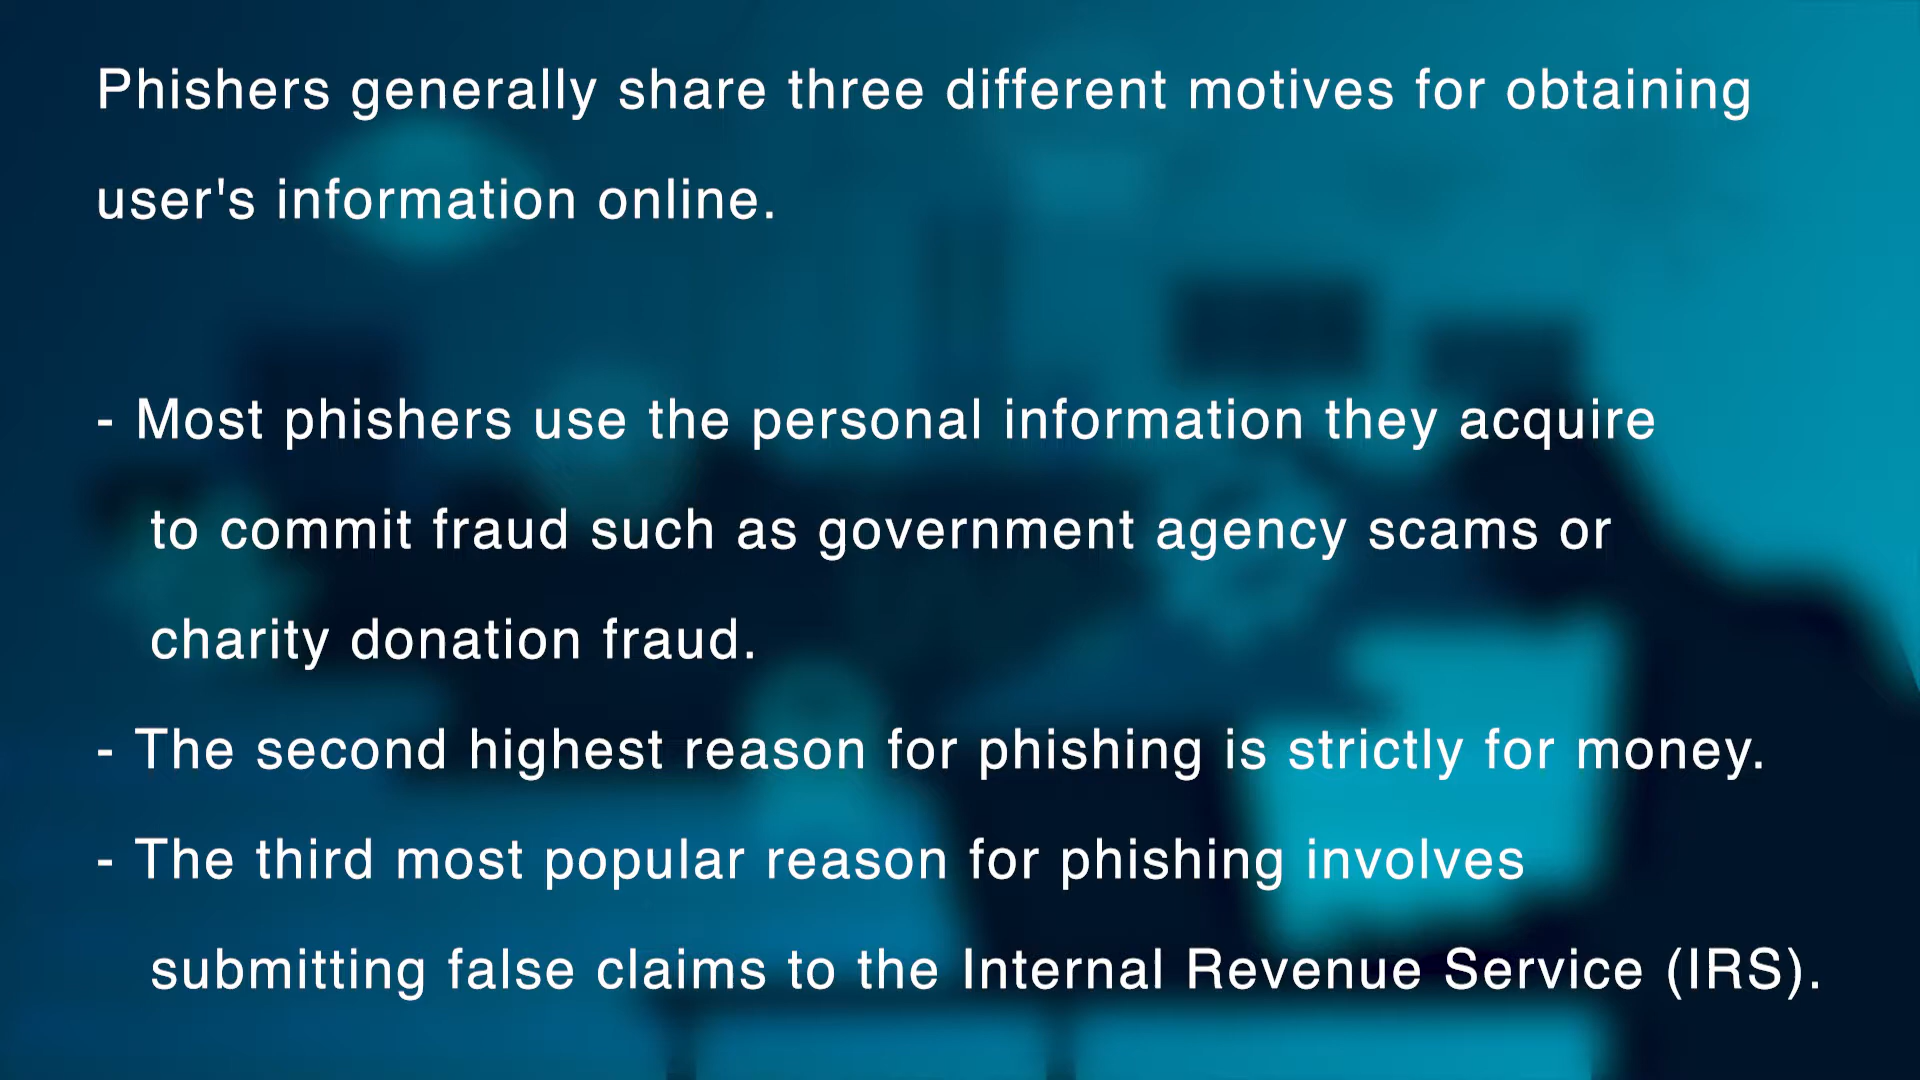 Phishers generally share three different motives for obtaining
user's information online.
- Most phishers use the personal information they acquire
to commit fraud such as government agency scams or
charity donation fraud.
- The second highest reason for phishing is strictly for money.
- The third most popular reason for phishing involves
submitting false claims to the Internal Revenue Service (IRS).